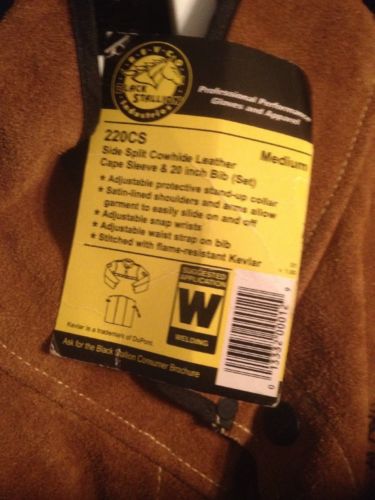 REVCO
BLACK STALLION
Industries
Professional Performance
Gloves and Apparel
220CS
Medium
Side Split Cowhide Leather
Cape Sleeve & 20 inch Bib (Set)
* Adjustable protective stand-up collar
* Satin-lined shoulders and arms allow
garment to easily slide on and off
* Adjustable snap wrists
* Adjustable waist strap on bib
* Stitched with flame-resistant Kevlar
SUGGESTED
APPLICATION
W
WELDING
Kevlar is a trademark of DuPont.
Ask for the Black Stallion Consumer Brochure